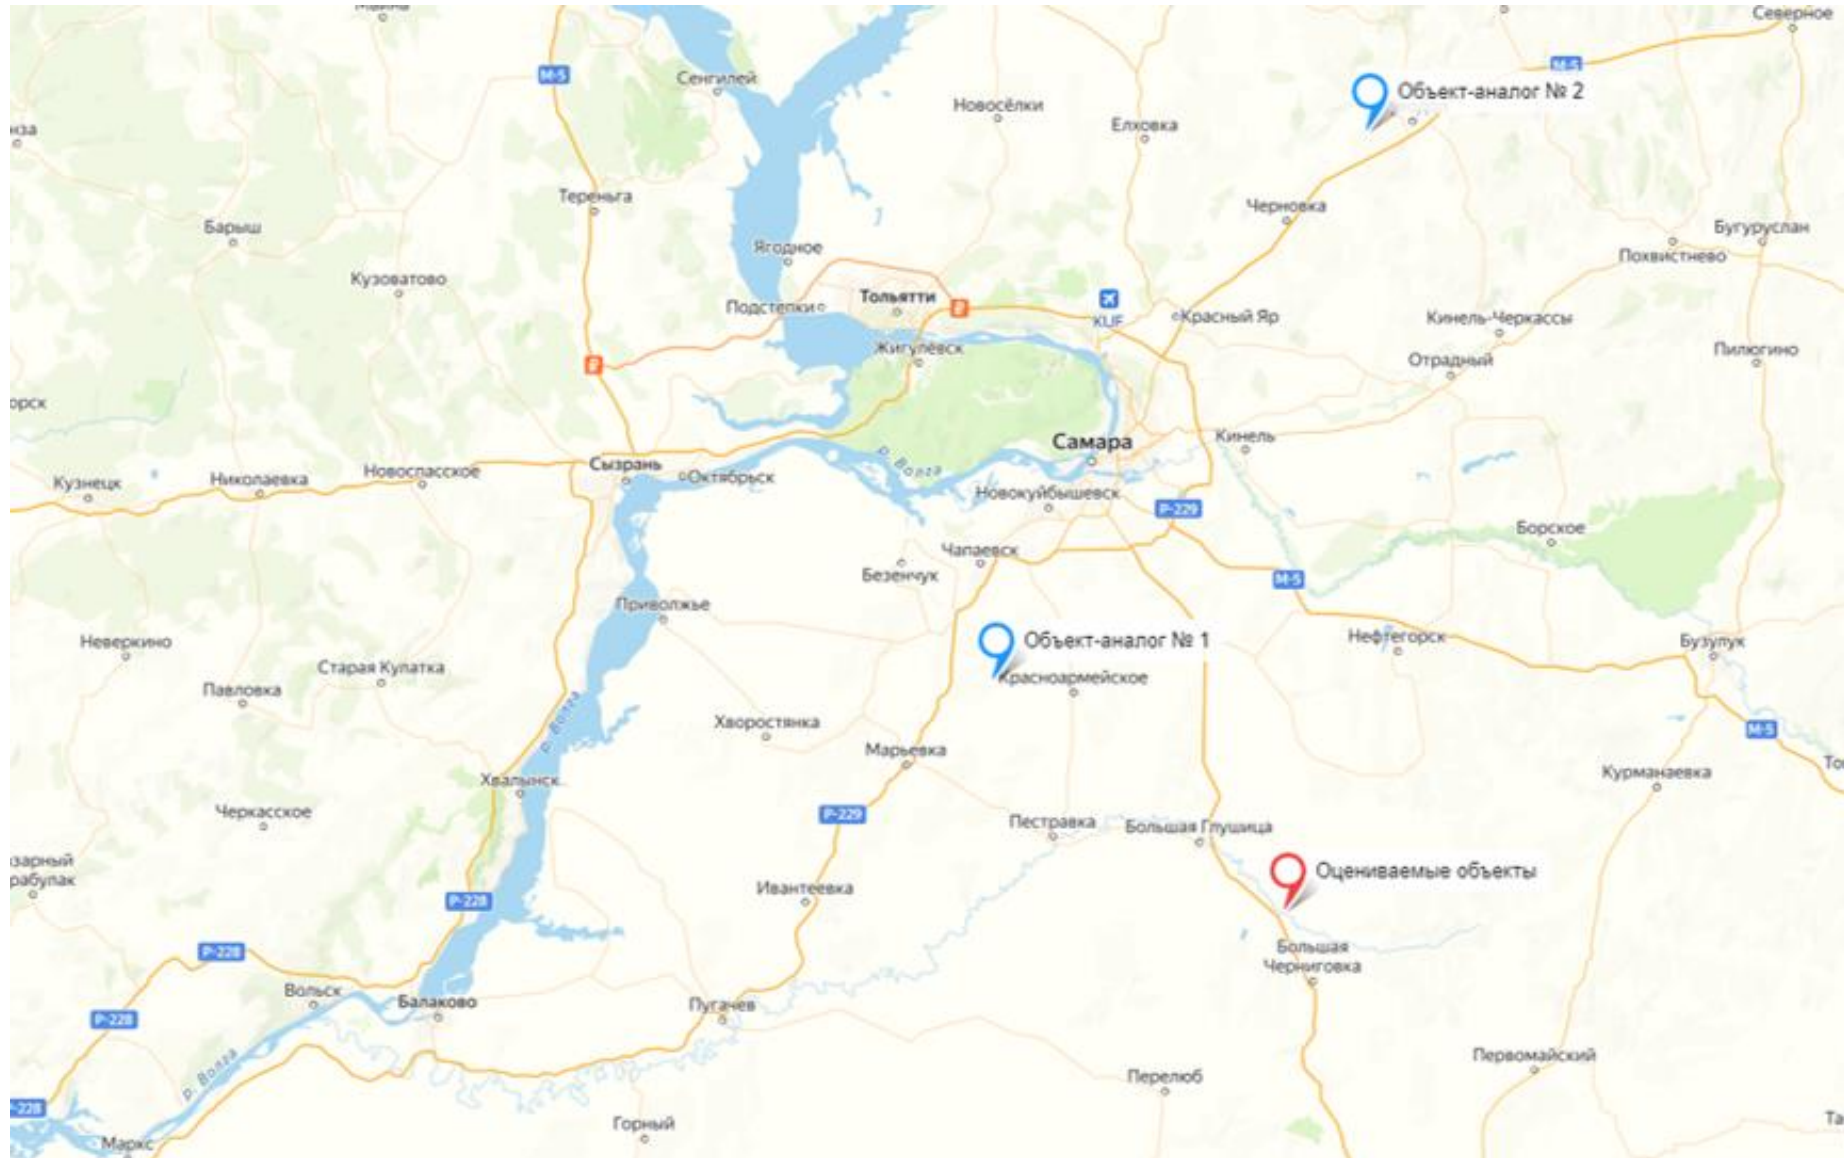 Северное
М-5
М-5
Сенгилей
Объект-аналог № 2
Новосёлки
Елховка
Тереньга
Черновка
Барыш
Бугуруслан
Ягодное
Похвистнево
Кузоватово
Тольятти
Подстепки
KUF
Красный Яр
Кинель-Черкассы
Жигулёвск
Отрадный
Пилюгино
Самара
Кинель
р. Волга
Сызрань
Октябрьск
Новоспасское
Николаевка
Кузнецк
Новокуйбышевск
Р-229
Борское
Чапаевск
Безенчук
М-5
Приволжье
Неверкино
Объект-аналог № 1
Нефтегорск
Бузулук
Старая Кулатка
Павловка
Красноармейское
р. Волга
Хворостянка
М-5
Марьевка
Хвалынск
Курманаевка
Черкасское
Р-229
Пестравка
Большая Глушица
Оцениваемые объекты
Ивантеевка
Р-228
Р-228
Большая
Черниговка
Вольск
Балаково
Пугачев
Р-228
р. Волга
Первомайский
Перелюб
Горный
Маркс